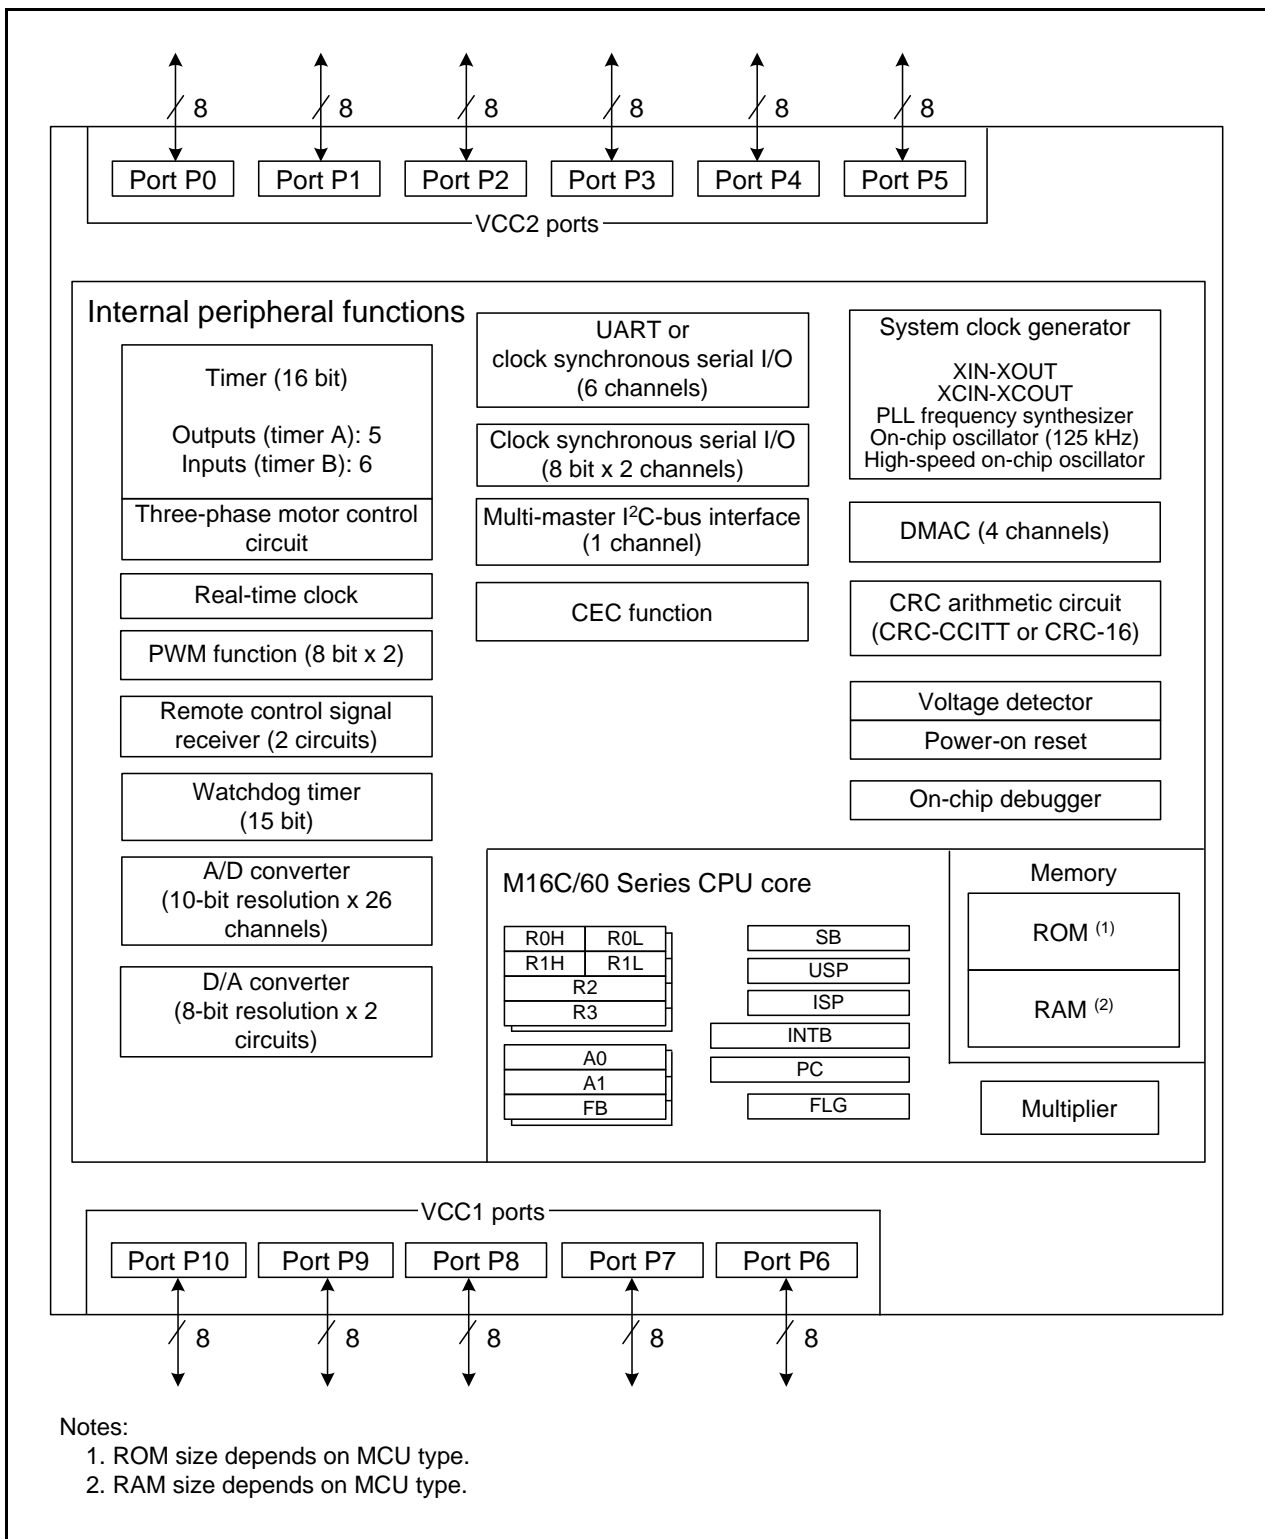 8
8
8
8
8
8
Port P0
Port P1
Port P2
Port P3
Port P4
Port P5
VCC2 ports
Internal peripheral functions
Timer (16 bit)
Outputs (timer A): 5
Inputs (timer B): 6
Three-phase motor control
circuit
Real-time clock
PWM function (8 bit x 2)
Remote control signal
receiver (2 circuits)
Watchdog timer
(15 bit)
A/D converter
(10-bit resolution x 26
channels)
D/A converter
(8-bit resolution x 2
circuits)
UART or
clock synchronous serial I/O
(6 channels)
Clock synchronous serial I/O
(8 bit x 2 channels)
Multi-master I²C-bus interface
(1 channel)
CEC function
System clock generator
XIN-XOUT
XCIN-XCOUT
PLL frequency synthesizer
On-chip oscillator (125 kHz)
High-speed on-chip oscillator
DMAC (4 channels)
CRC arithmetic circuit
(CRC-CCITT or CRC-16)
Voltage detector
Power-on reset
On-chip debugger
M16C/60 Series CPU core
R0H
R0L
R1H
R1L
R2
R3
A0
A1
FB
SB
USP
ISP
INTB
PC
FLG
Memory
ROM (1)
RAM (2)
Multiplier
VCC1 ports
Port P10
Port P9
Port P8
Port P7
Port P6
8
8
8
8
8
Notes:
1. ROM size depends on MCU type.
2. RAM size depends on MCU type.